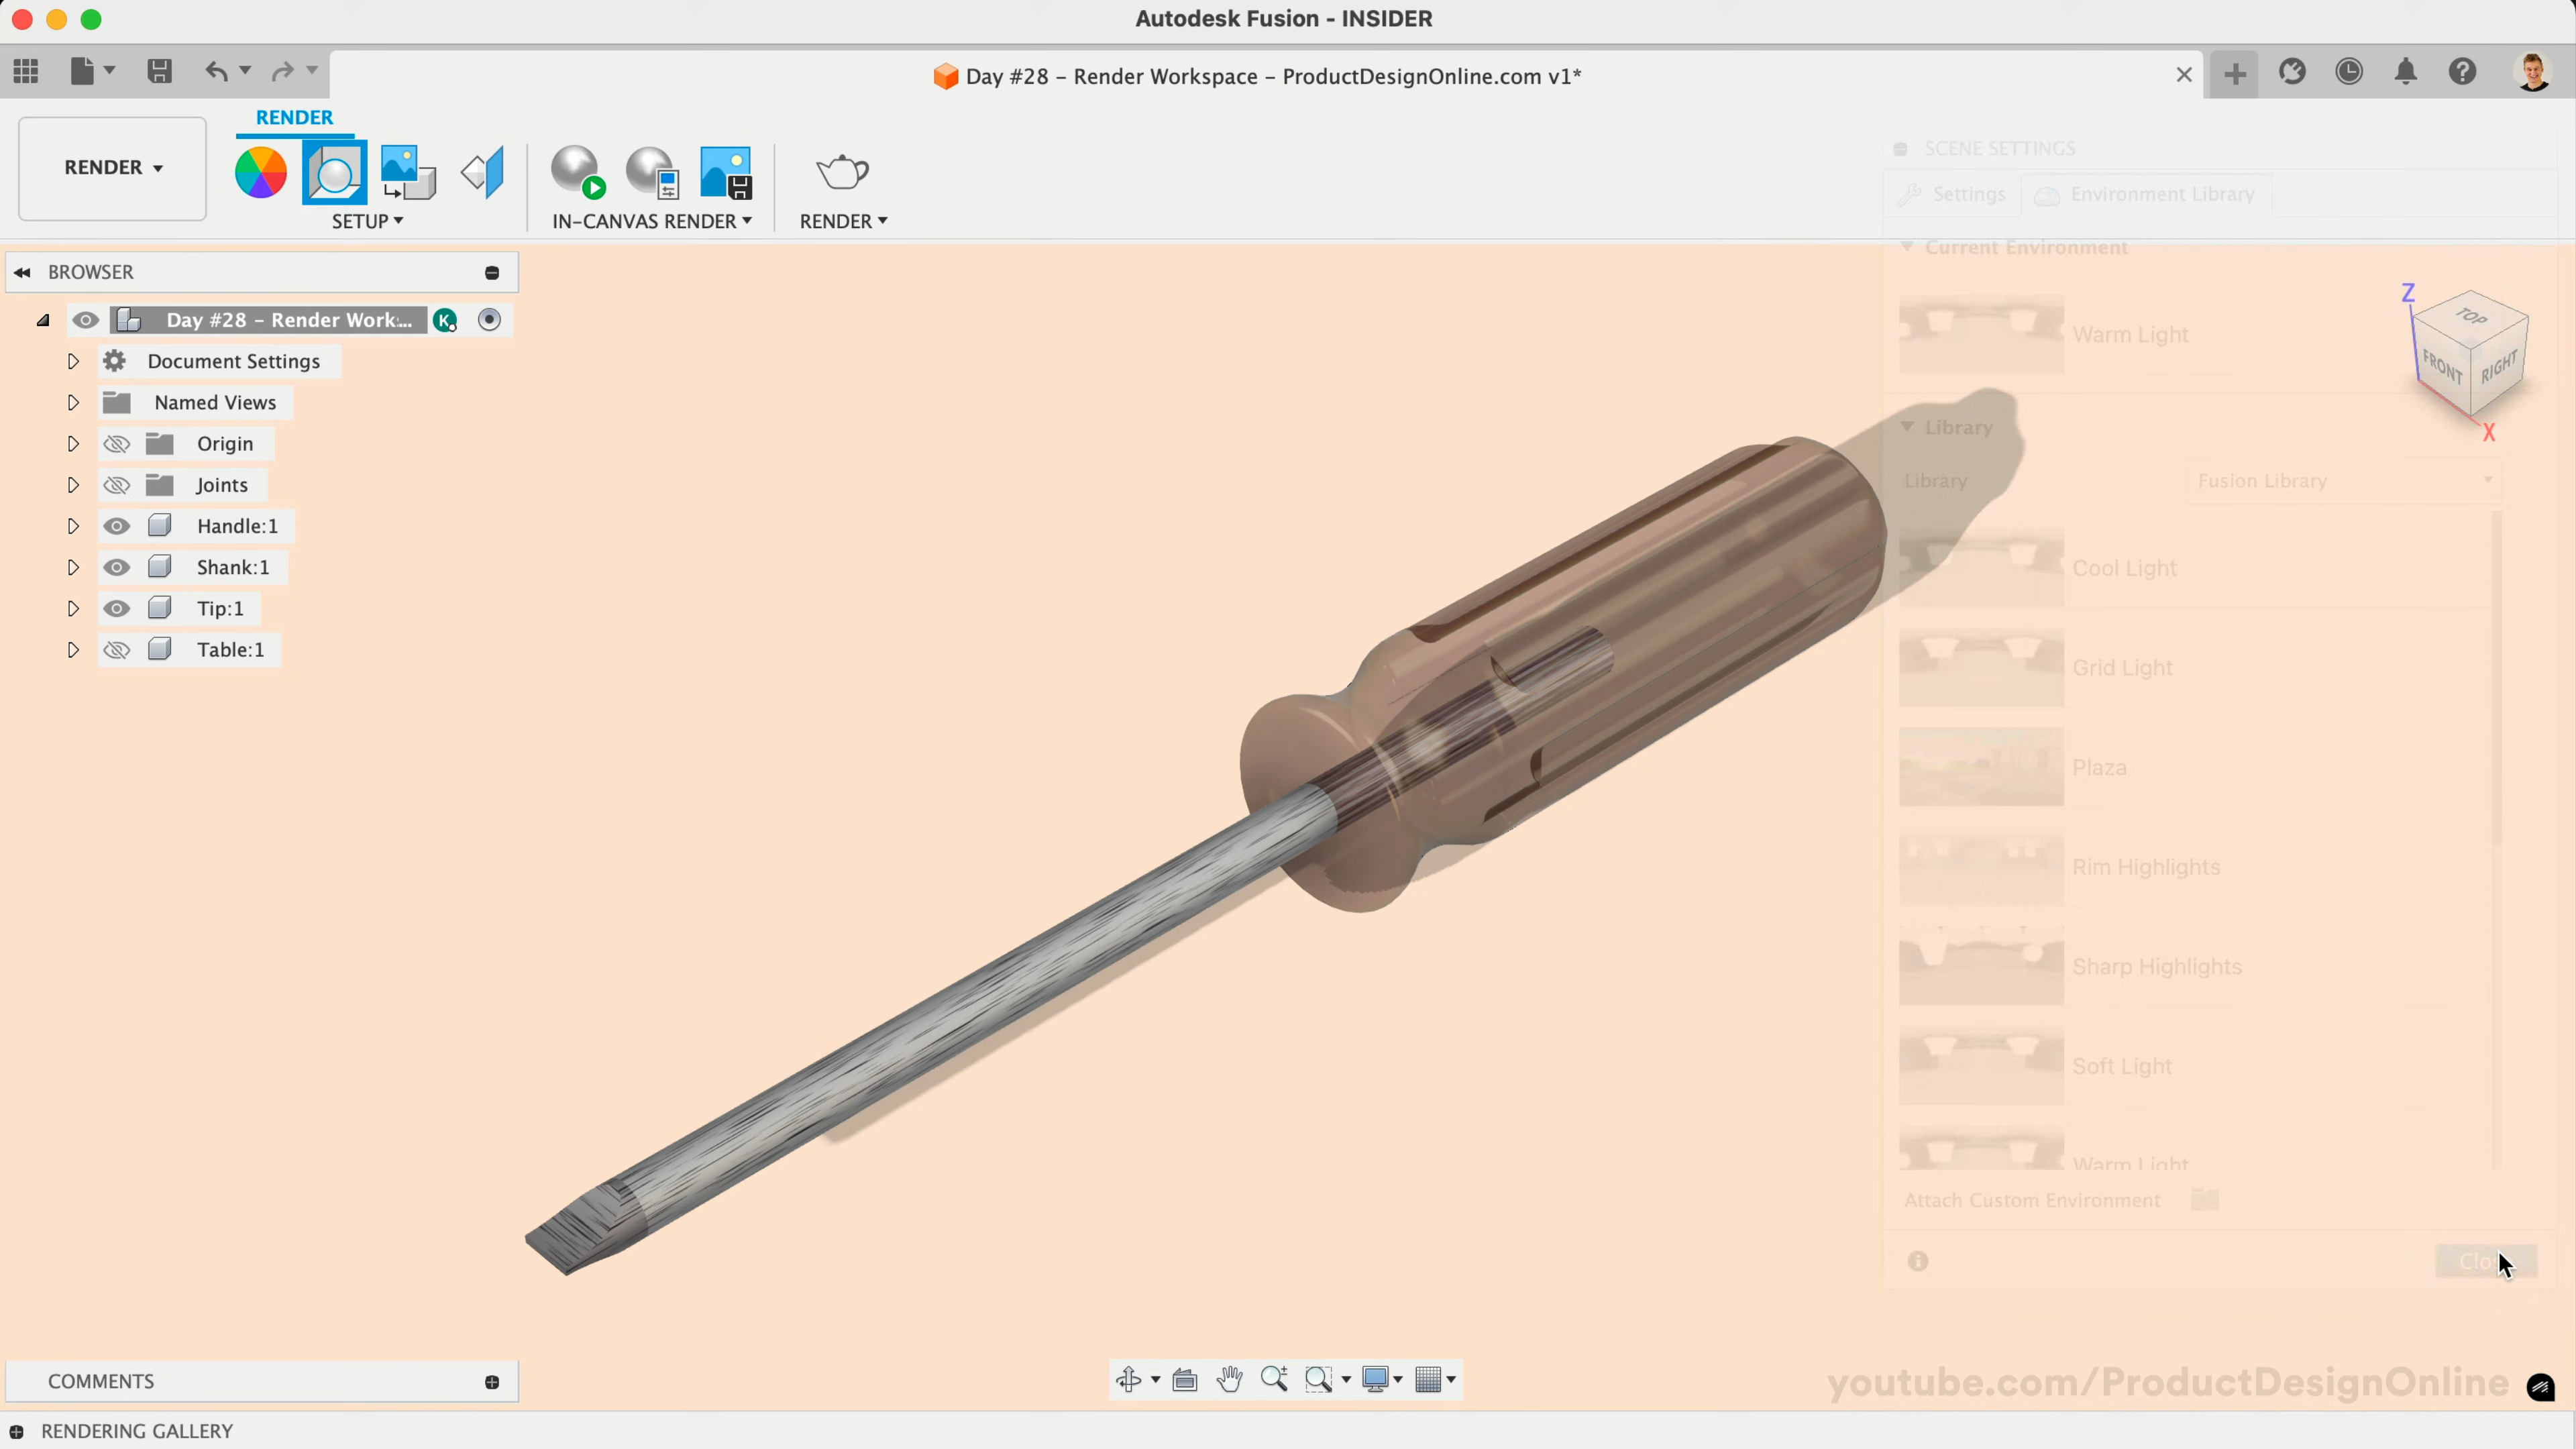 Autodesk Fusion - INSIDER
Day #28 – Render Workspace – ProductDesignOnline.com v1*
RENDER
RENDER
SETUP
IN-CANVAS RENDER
RENDER
SCENE SETTINGS
Settings
Environment Library
Current Environment
Warm Light
Library
Library
Fusion Library
Cool Light
Grid Light
Plaza
Rim Highlights
Sharp Highlights
Soft Light
Warm Light
Attach Custom Environment
Clo
BROWSER
Day #28 – Render Work...
K
Document Settings
Named Views
Origin
Joints
Handle:1
Shank:1
Tip:1
Table:1
Z
TOP
FRONT
RIGHT
X
COMMENTS
youtube.com/ProductDesignOnline
RENDERING GALLERY